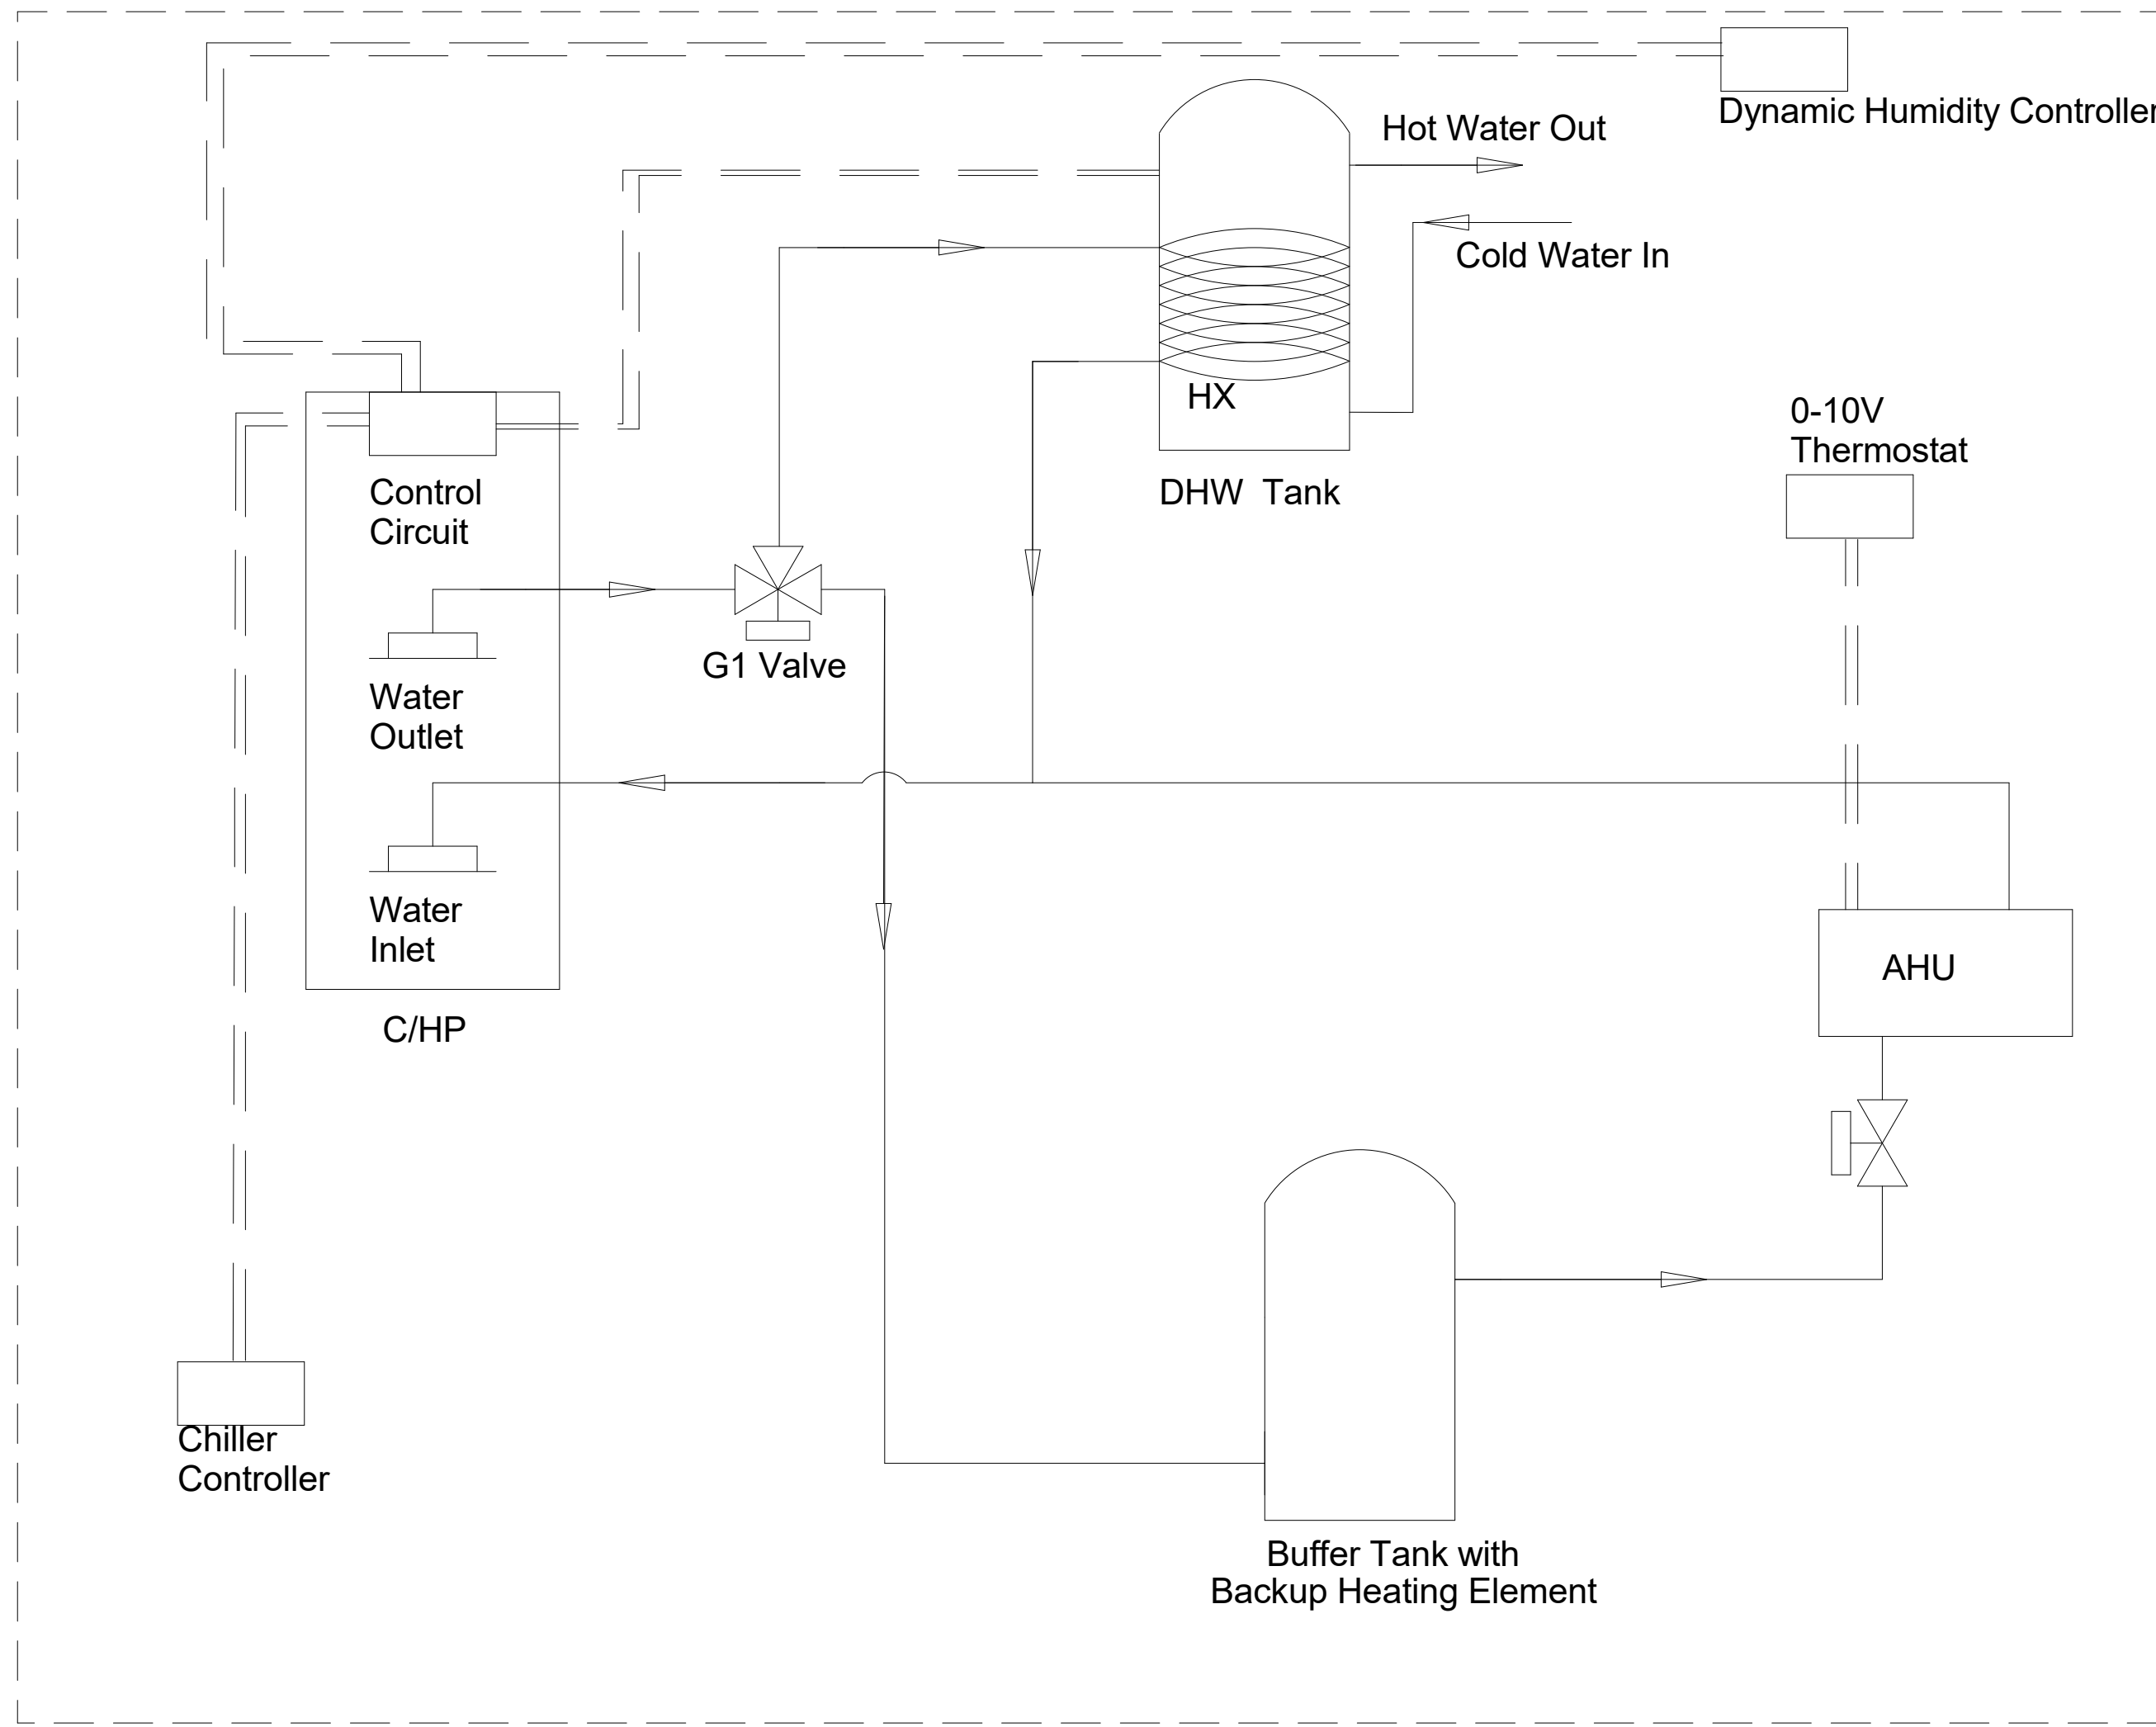 Dynamic Humidity Controller
Hot Water Out
Cold Water In
HX
DHW  Tank
0-10V
Thermostat
Control
Circuit
G1 Valve
Water
Outlet
Water
Inlet
AHU
C/HP
Chiller
Controller
Buffer Tank with
Backup Heating Element